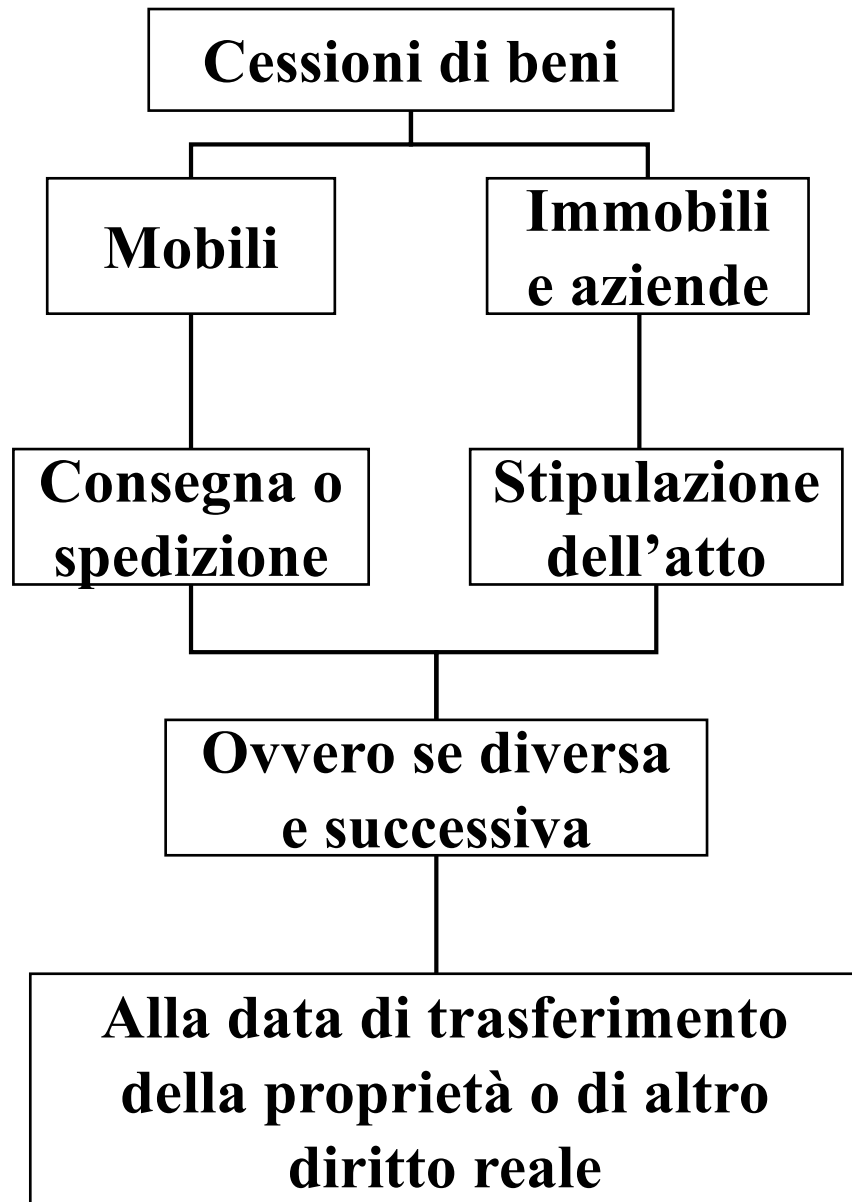 Cessioni di beni
Mobili
Immobili
e aziende
Consegna o
spedizione
Stipulazione
dell’atto
Ovvero se diversa
e successiva
Alla data di trasferimento
della proprietà o di altro
diritto reale